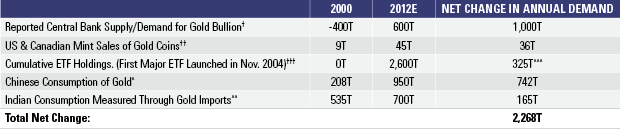 2000 2012E NET CHANGE IN ANNUAL DEMAND
Reported Central Bank Supply/Demand for Gold Bullion† -400T 600T 1,000T
US & Canadian Mint Sales of Gold Coins†† 9T 45T 36T
Cumulative ETF Holdings. (First Major ETF Launched in Nov. 2004)††† 0T 2,600T 325T***
Chinese Consumption of Gold* 208T 950T 742T
Indian Consumption Measured Through Gold Imports** 535T 700T 165T
Total Net Change: 2,268T